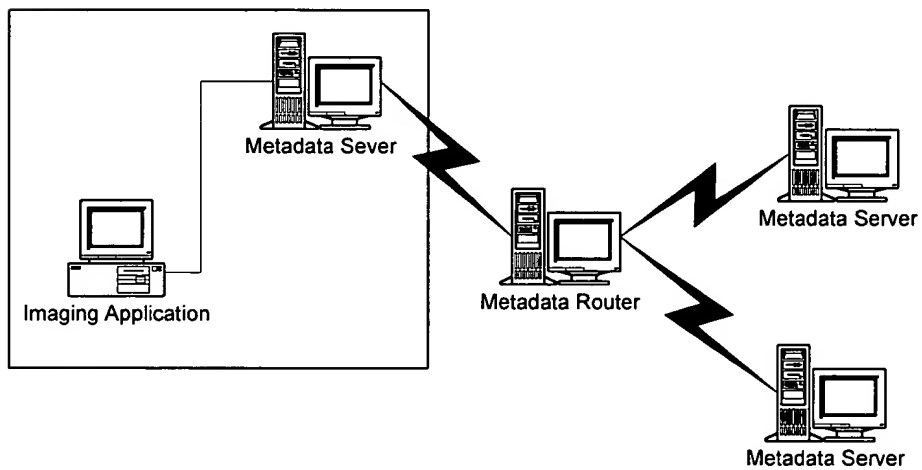 Metadata Sever
Metadata Server
Imaging Application
Metadata Router
Metadata Server